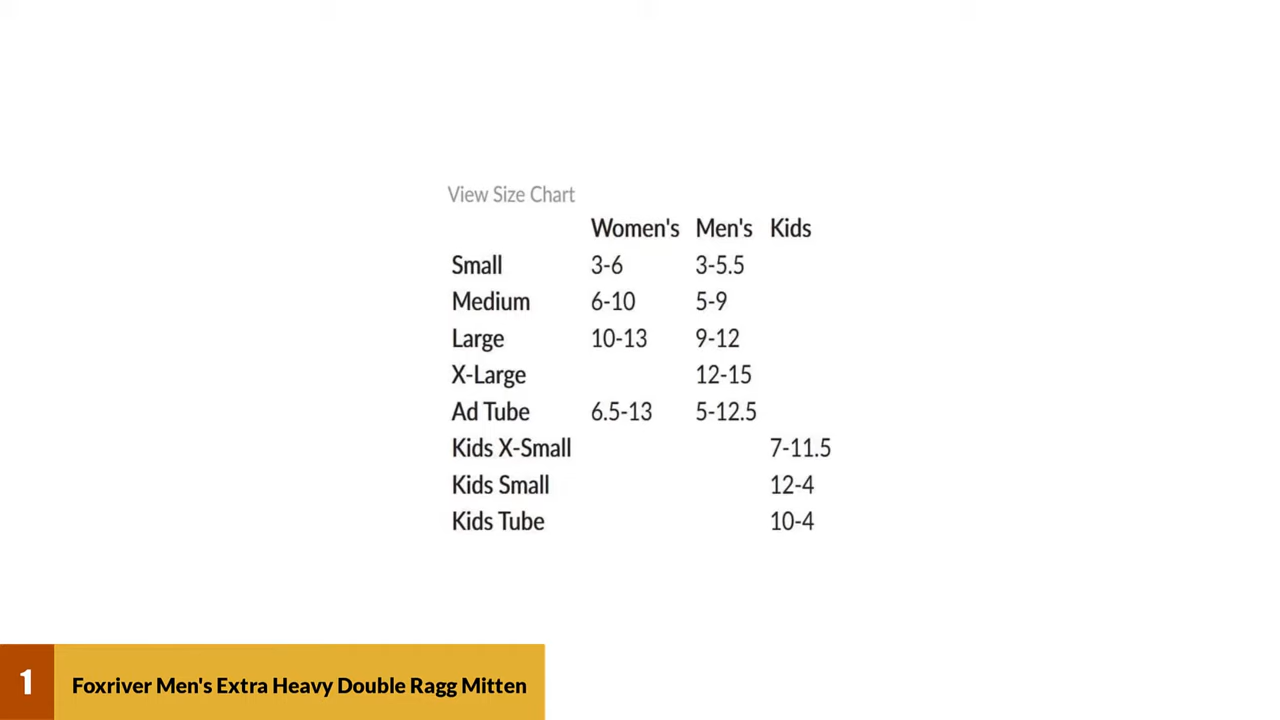 View Size Chart
Women's Men's Kids
Small 3-6 3-5.5
Medium 6-10 5-9
Large 10-13 9-12
X-Large 12-15
Ad Tube 6.5-13 5-12.5
Kids X-Small 7-11.5
Kids Small 12-4
Kids Tube 10-4
1 Foxriver Men's Extra Heavy Double Ragg Mitten